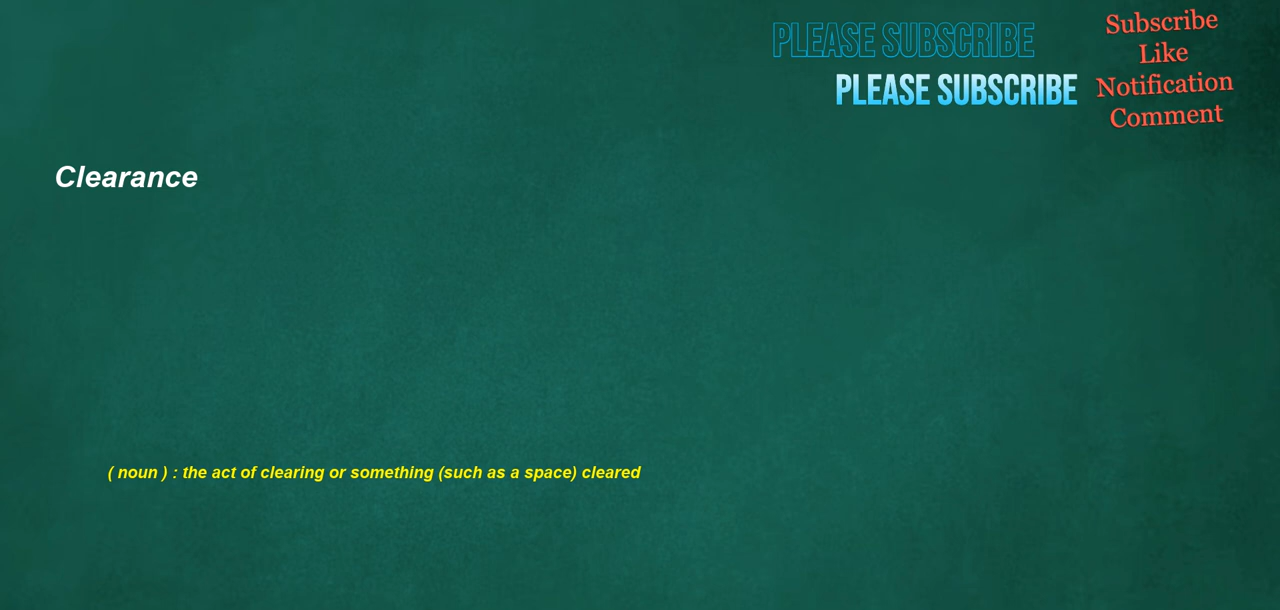 PLEASE SUBSCRIBE
PLEASE SUBSCRIBE
Subscribe
Like
Notification
Comment
Clearance
( noun ) : the act of clearing or something (such as a space) cleared